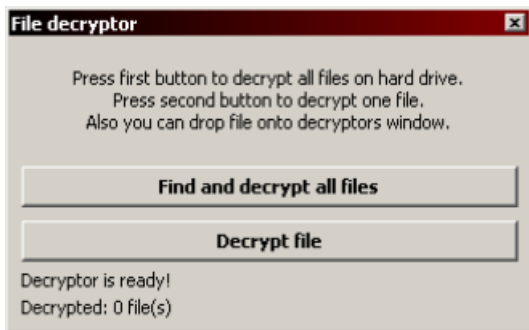 File decryptor
Press first button to decrypt all files on hard drive.
Press second button to decrypt one file.
Also you can drop file onto decryptors window.
Find and decrypt all files
Decrypt file
Decryptor is ready!
Decrypted: 0 file(s)